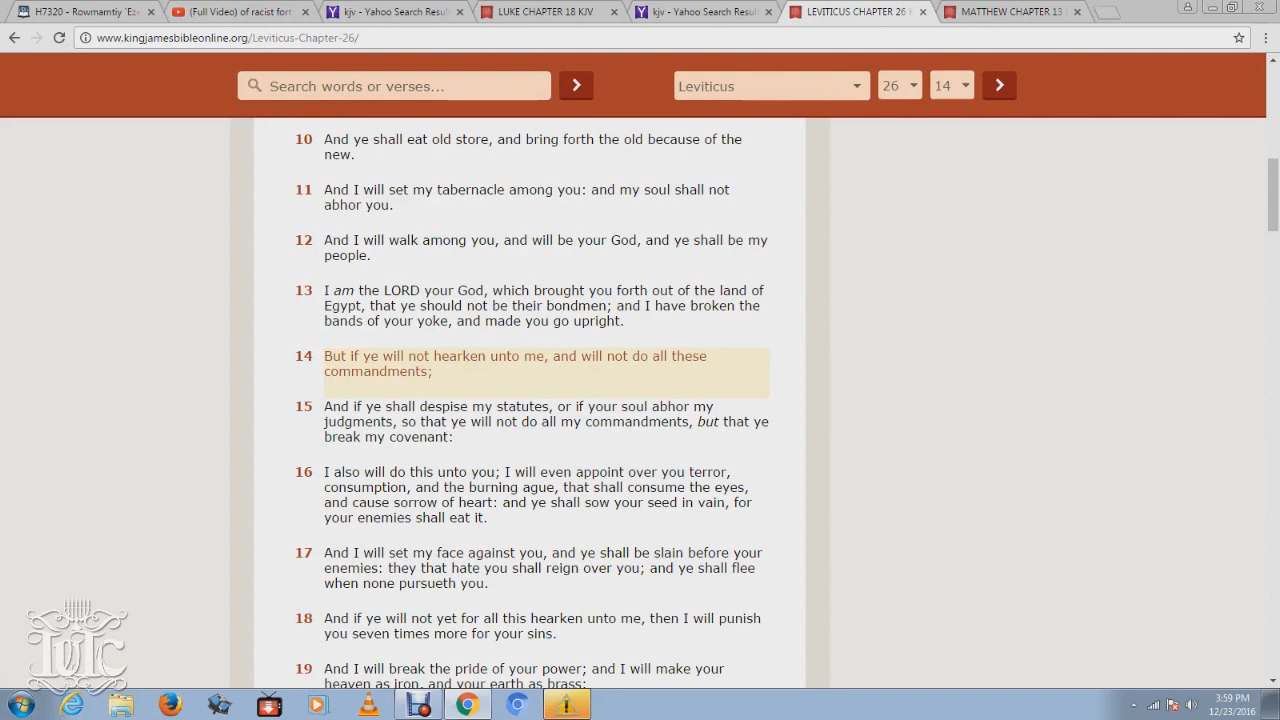 H7320 - Rowmamtiy 'Eze
(Full Video) of racist fort
kjv - Yahoo Search Resul
LUKE CHAPTER 18 KJV
kjv - Yahoo Search Resul
LEVITICUS CHAPTER 26 K
MATTHEW CHAPTER 13
www.kingjamesbibleonline.org/Leviticus-Chapter-26/
Search words or verses...
Leviticus
26
14
10 And ye shall eat old store, and bring forth the old because of the
new.
11 And I will set my tabernacle among you: and my soul shall not
abhor you.
12 And I will walk among you, and will be your God, and ye shall be my
people.
13 I am the LORD your God, which brought you forth out of the land of
Egypt, that ye should not be their bondmen; and I have broken the
bands of your yoke, and made you go upright.
14 But if ye will not hearken unto me, and will not do all these
commandments;
15 And if ye shall despise my statutes, or if your soul abhor my
judgments, so that ye will not do all my commandments, but that ye
break my covenant:
16 I also will do this unto you; I will even appoint over you terror,
consumption, and the burning ague, that shall consume the eyes,
and cause sorrow of heart: and ye shall sow your seed in vain, for
your enemies shall eat it.
17 And I will set my face against you, and ye shall be slain before your
enemies: they that hate you shall reign over you; and ye shall flee
when none pursueth you.
18 And if ye will not yet for all this hearken unto me, then I will punish
you seven times more for your sins.
19 And I will break the pride of your power; and I will make your
heaven as iron, and your earth as brass:
IUIC
3:59 PM
12/23/2016